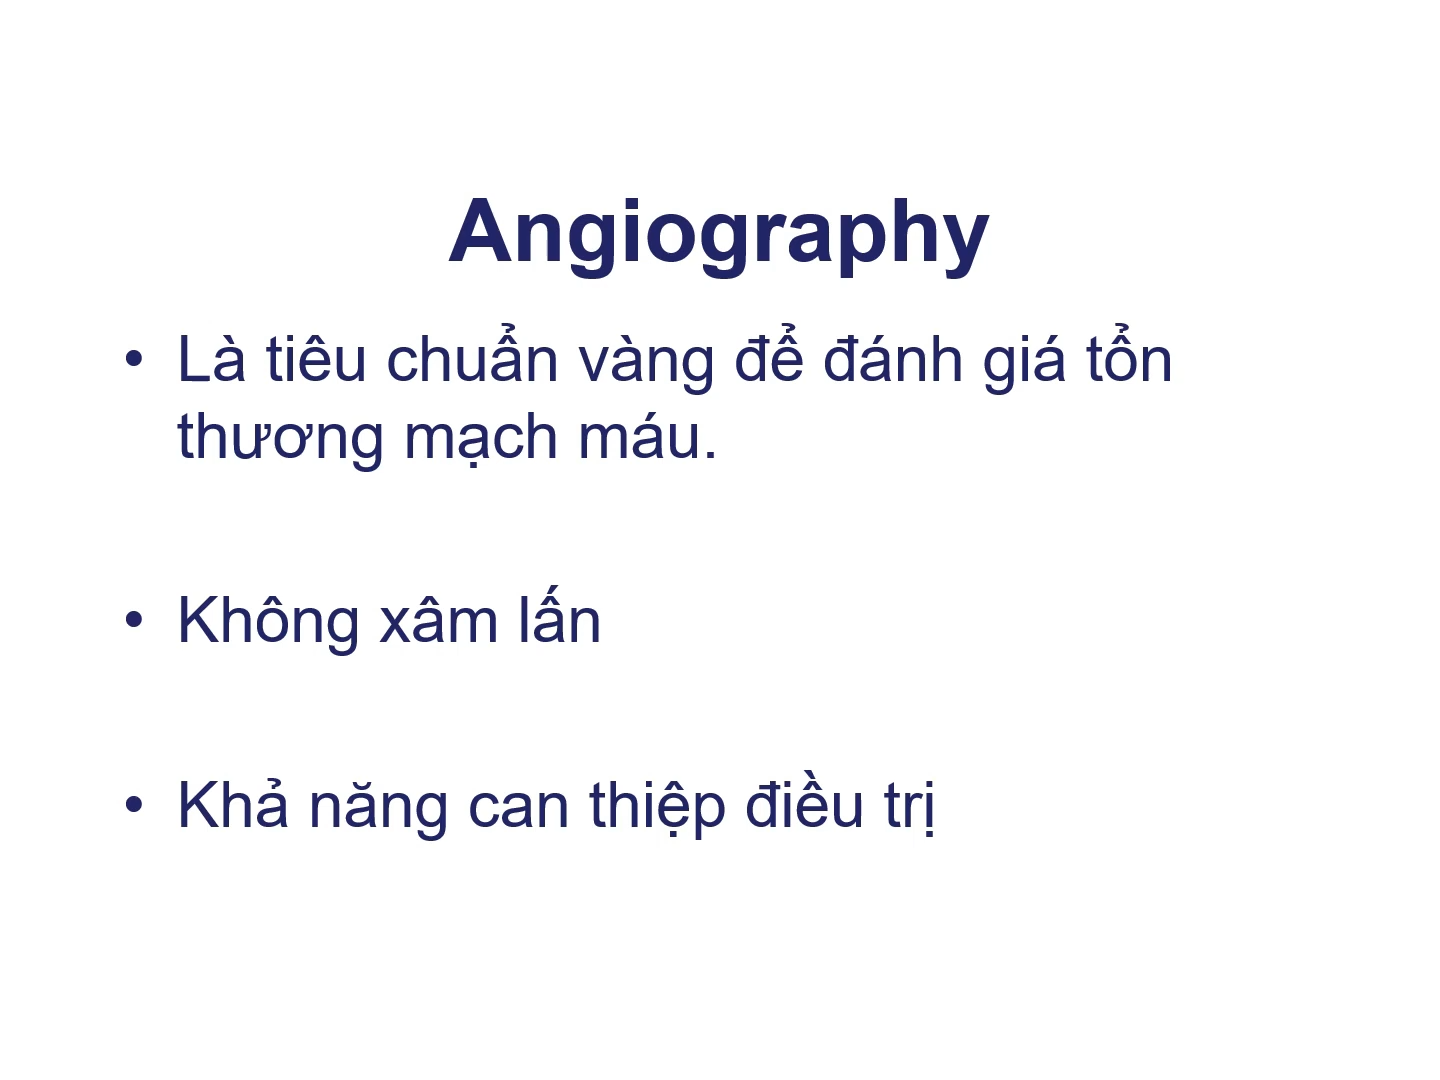 Angiography
• Là tiêu chuẩn vàng để đánh giá tổn
thương mạch máu.
• Không xâm lấn
• Khả năng can thiệp điều trị